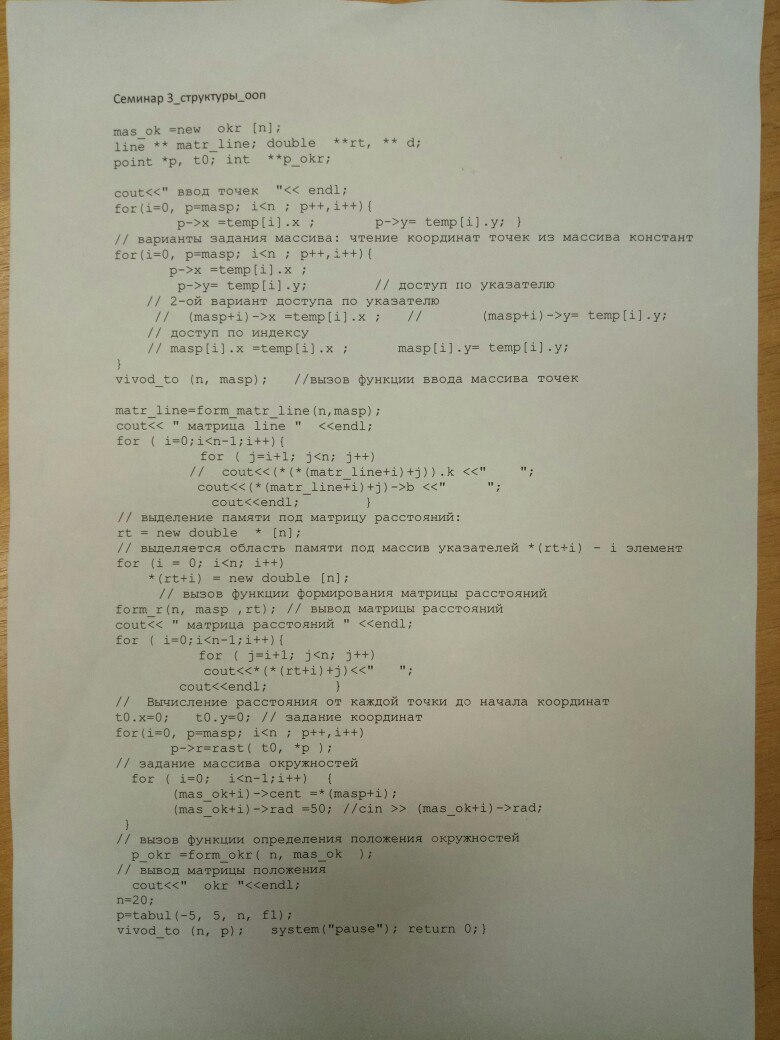 Семинар 3_структуры_ооп
mas_ok =new okr [n];
line ** matr_line; double **rt, ** d;
point *p, t0; int **p_okr;
cout<<" ввод точек "<< endl;
for(i=0, p=masp; i<n ; p++,i++){
p->x =temp[i].x ; p->y= temp[i].y; }
// варианты задания массива: чтение координат точек из массива констант
for(i=0, p=masp; i<n ; p++,i++){
p->x =temp[i].x ;
p->y= temp[i].y; // доступ по указателю
// 2-ой вариант доступа по указателю
// (masp+i)->x =temp[i].x ; // (masp+i)->y= temp[i].y;
// доступ по индексу
// masp[i].x =temp[i].x ; masp[i].y= temp[i].y;
}
vivod_to (n, masp); //вызов функции ввода массива точек
matr_line=form_matr_line(n,masp);
cout<< " матрица line " <<endl;
for ( i=0;i<n-1;i++){
for ( j=i+1; j<n; j++)
// cout<<(*(*(matr_line+i)+j)).k <<" ";
cout<<(*(matr_line+i)+j)->b <<" ";
cout<<endl; }
// выделение памяти под матрицу расстояний:
rt = new double * [n];
// выделяется область памяти под массив указателей *(rt+i) - i элемент
for (i = 0; i<n; i++)
*(rt+i) = new double [n];
// вызов функции формирования матрицы расстояний
form_r(n, masp ,rt); // вывод матрицы расстояний
cout<< " матрица расстояний " <<endl;
for ( i=0;i<n-1;i++){
for ( j=i+1; j<n; j++)
cout<<*(*(rt+i)+j)<<" ";
cout<<endl; }
// Вычисление расстояния от каждой точки до начала координат
t0.x=0; t0.y=0; // задание координат
for(i=0, p=masp; i<n ; p++,i++)
p->r=rast( t0, *p );
// задание массива окружностей
for ( i=0; i<n-1;i++) {
(mas_ok+i)->cent =*(masp+i);
(mas_ok+i)->rad =50; //cin >> (mas_ok+i)->rad;
}
// вызов функции определения положения окружностей
p_okr =form_okr( n, mas_ok );
// вывод матрицы положения
cout<<" okr "<<endl;
n=20;
p=tabul(-5, 5, n, f1);
vivod_to (n, p); system("pause"); return 0;}